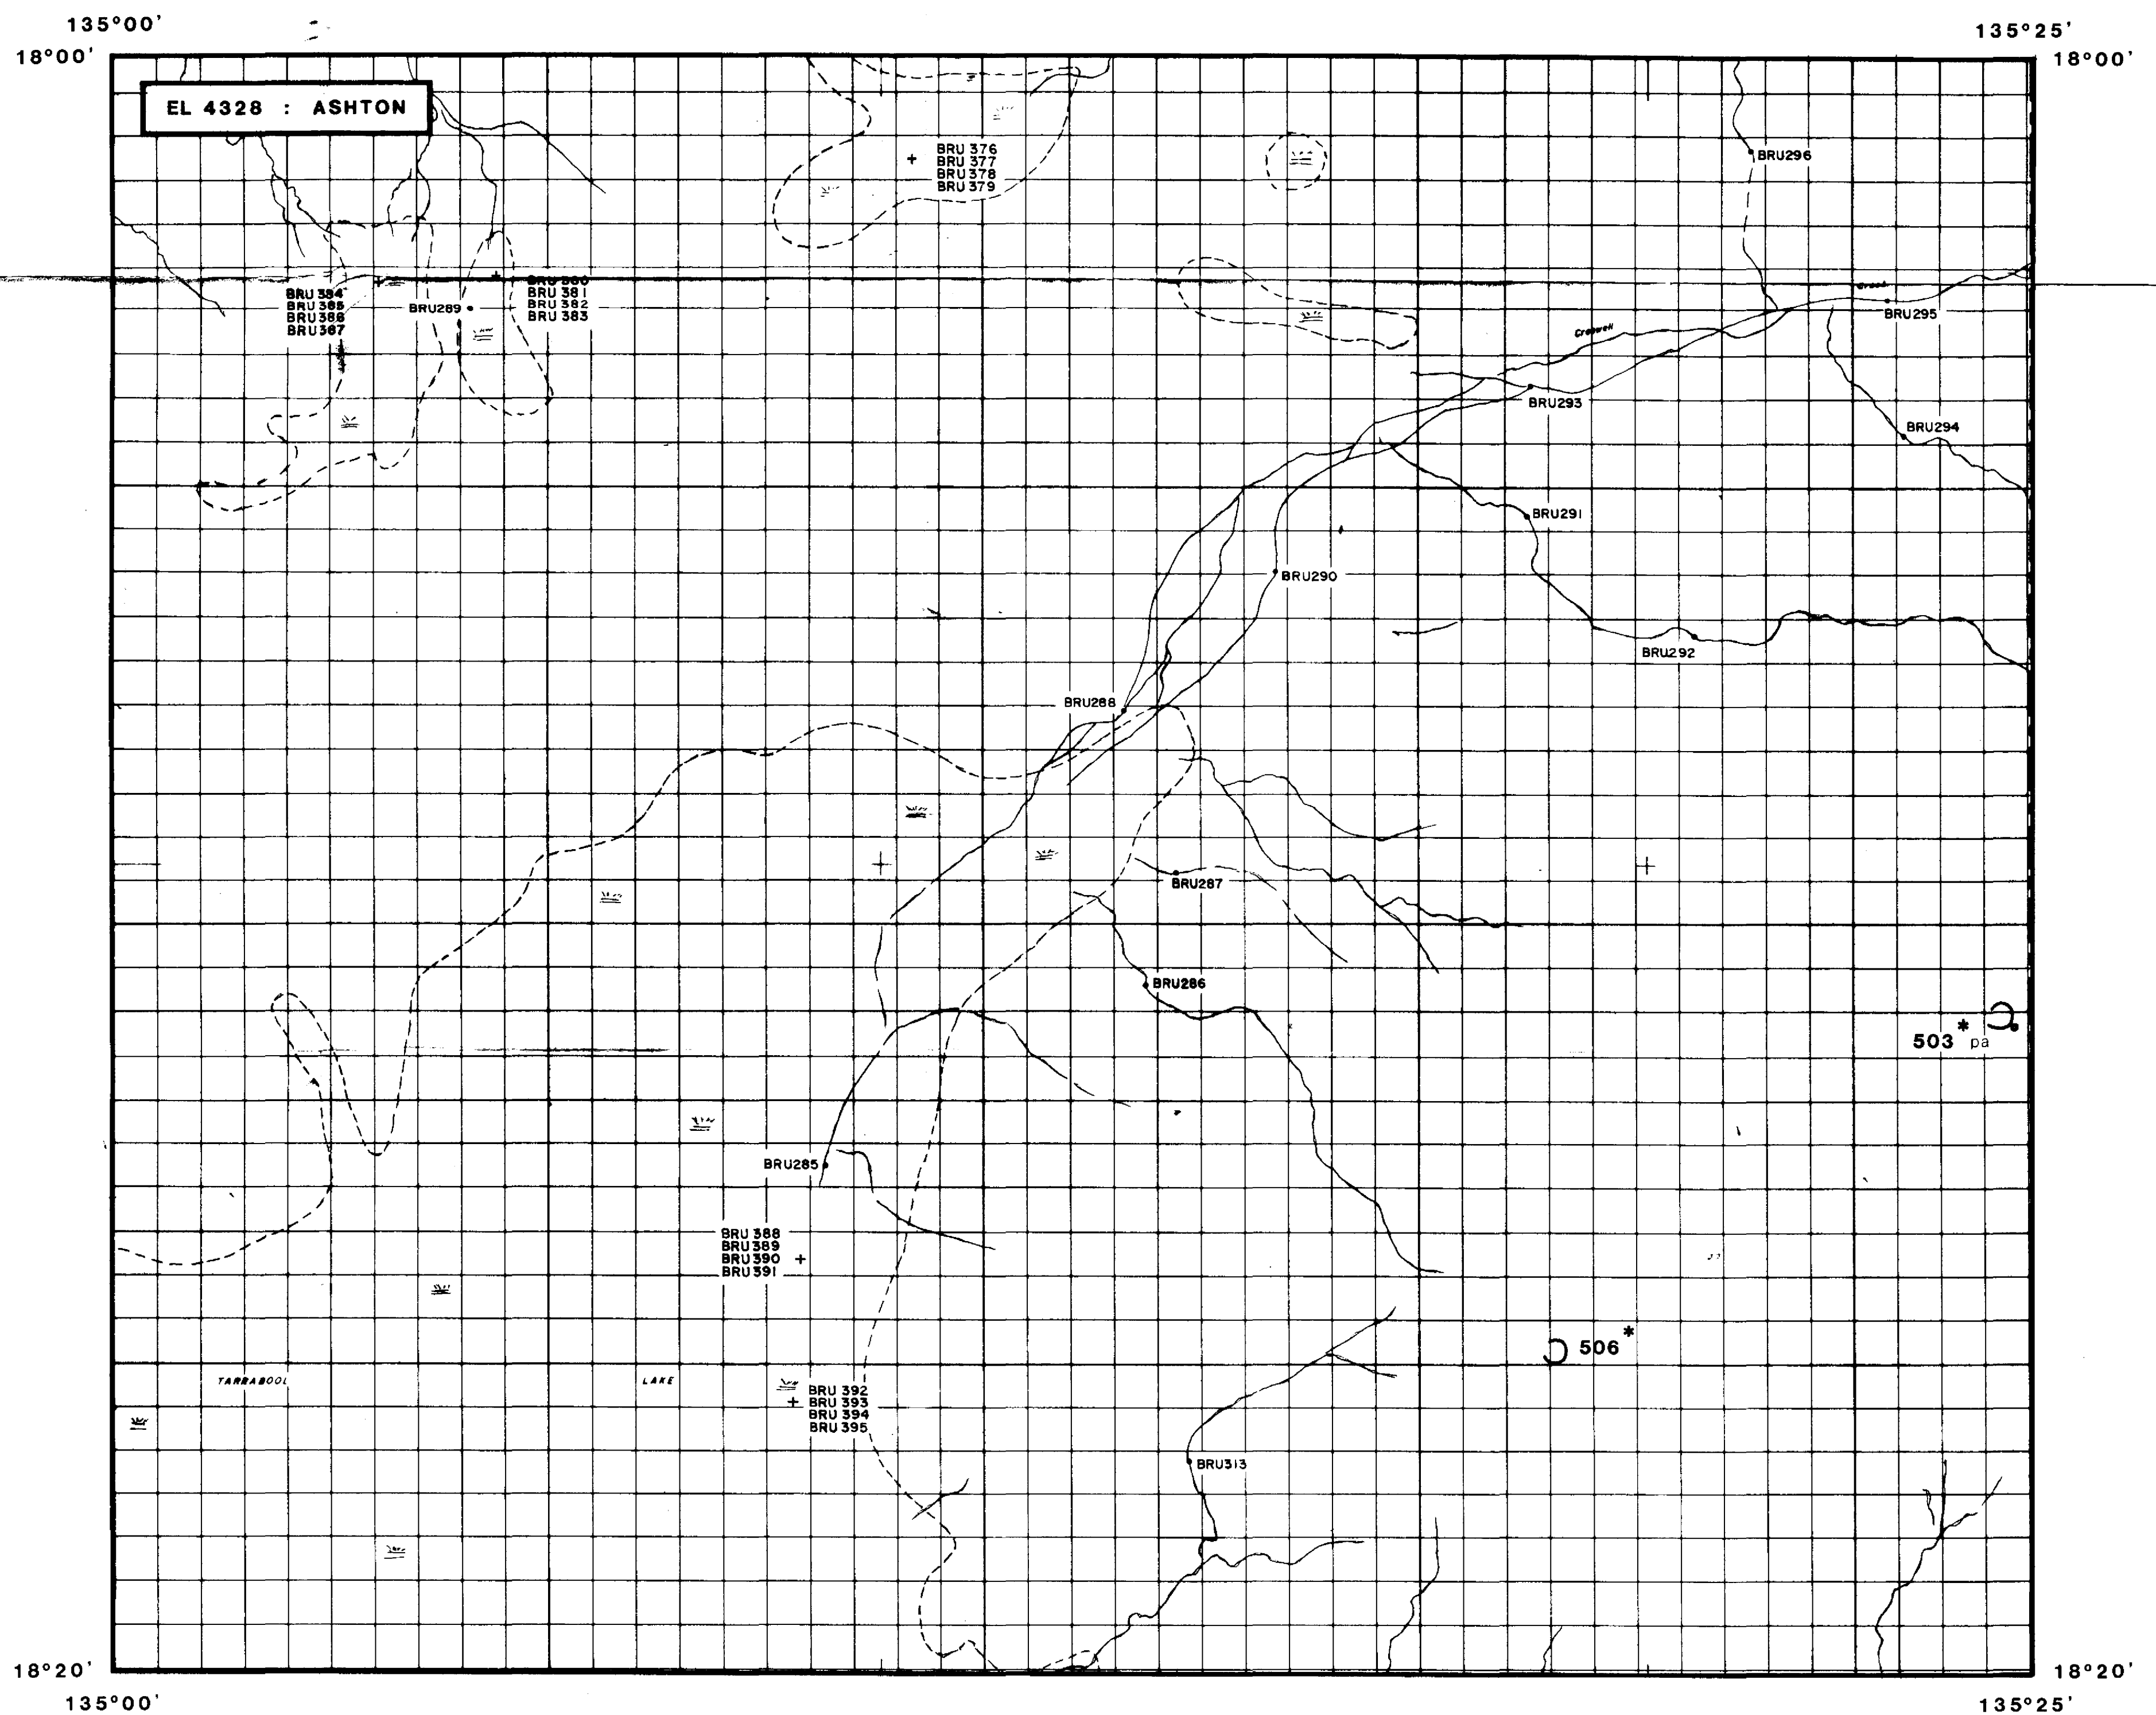 135°00'
135°25'
18°00'
18°00'
EL 4328 : ASHTON
BRU 376
BRU 377
BRU 378
BRU 379
BRU296
BRU 380
BRU 381
BRU 382
BRU 383
BRU 384
BRU 385
BRU 386
BRU 387
BRU289
Creek
BRU295
Creswell
BRU293
BRU294
BRU291
BRU290
BRU292
BRU288
BRU287
BRU286
503 * pa
BRU285
BRU 388
BRU 389
BRU 390
BRU 391
506 *
TARRABOOL LAKE
BRU 392
BRU 393
BRU 394
BRU 395
BRU313
18°20'
18°20'
135°00'
135°25'